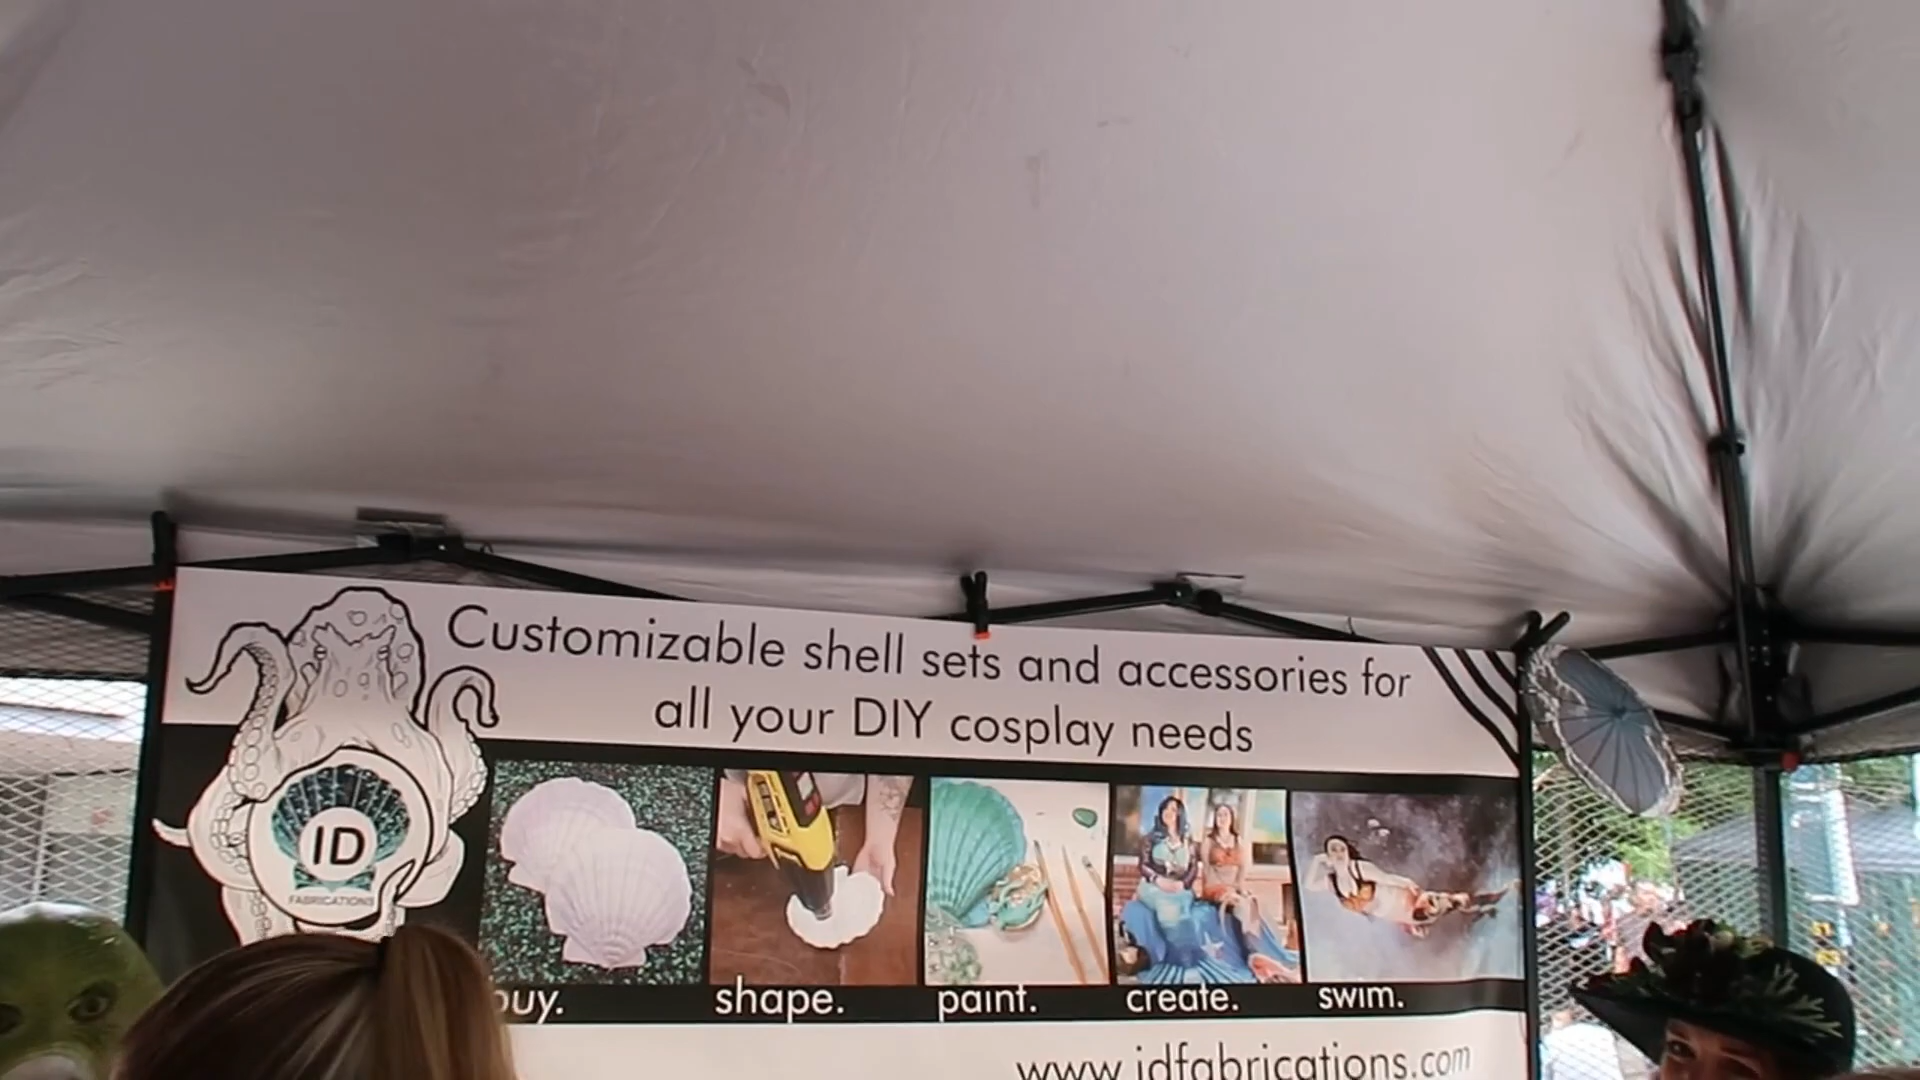 Customizable shell sets and accessories for
all your DIY cosplay needs
ID
FABRICATIONS
buy. shape. paint. create. swim.
www.idfabrications.com